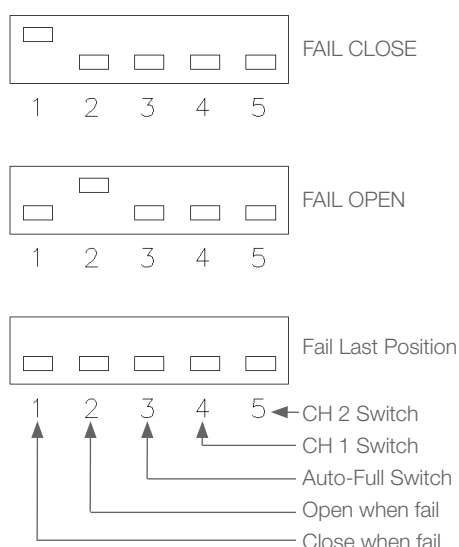 FAIL CLOSE
1 2 3 4 5
FAIL OPEN
1 2 3 4 5
Fail Last Position
1 2 3 4 5 CH 2 Switch
CH 1 Switch
Auto-Full Switch
Open when fail
Close when fail